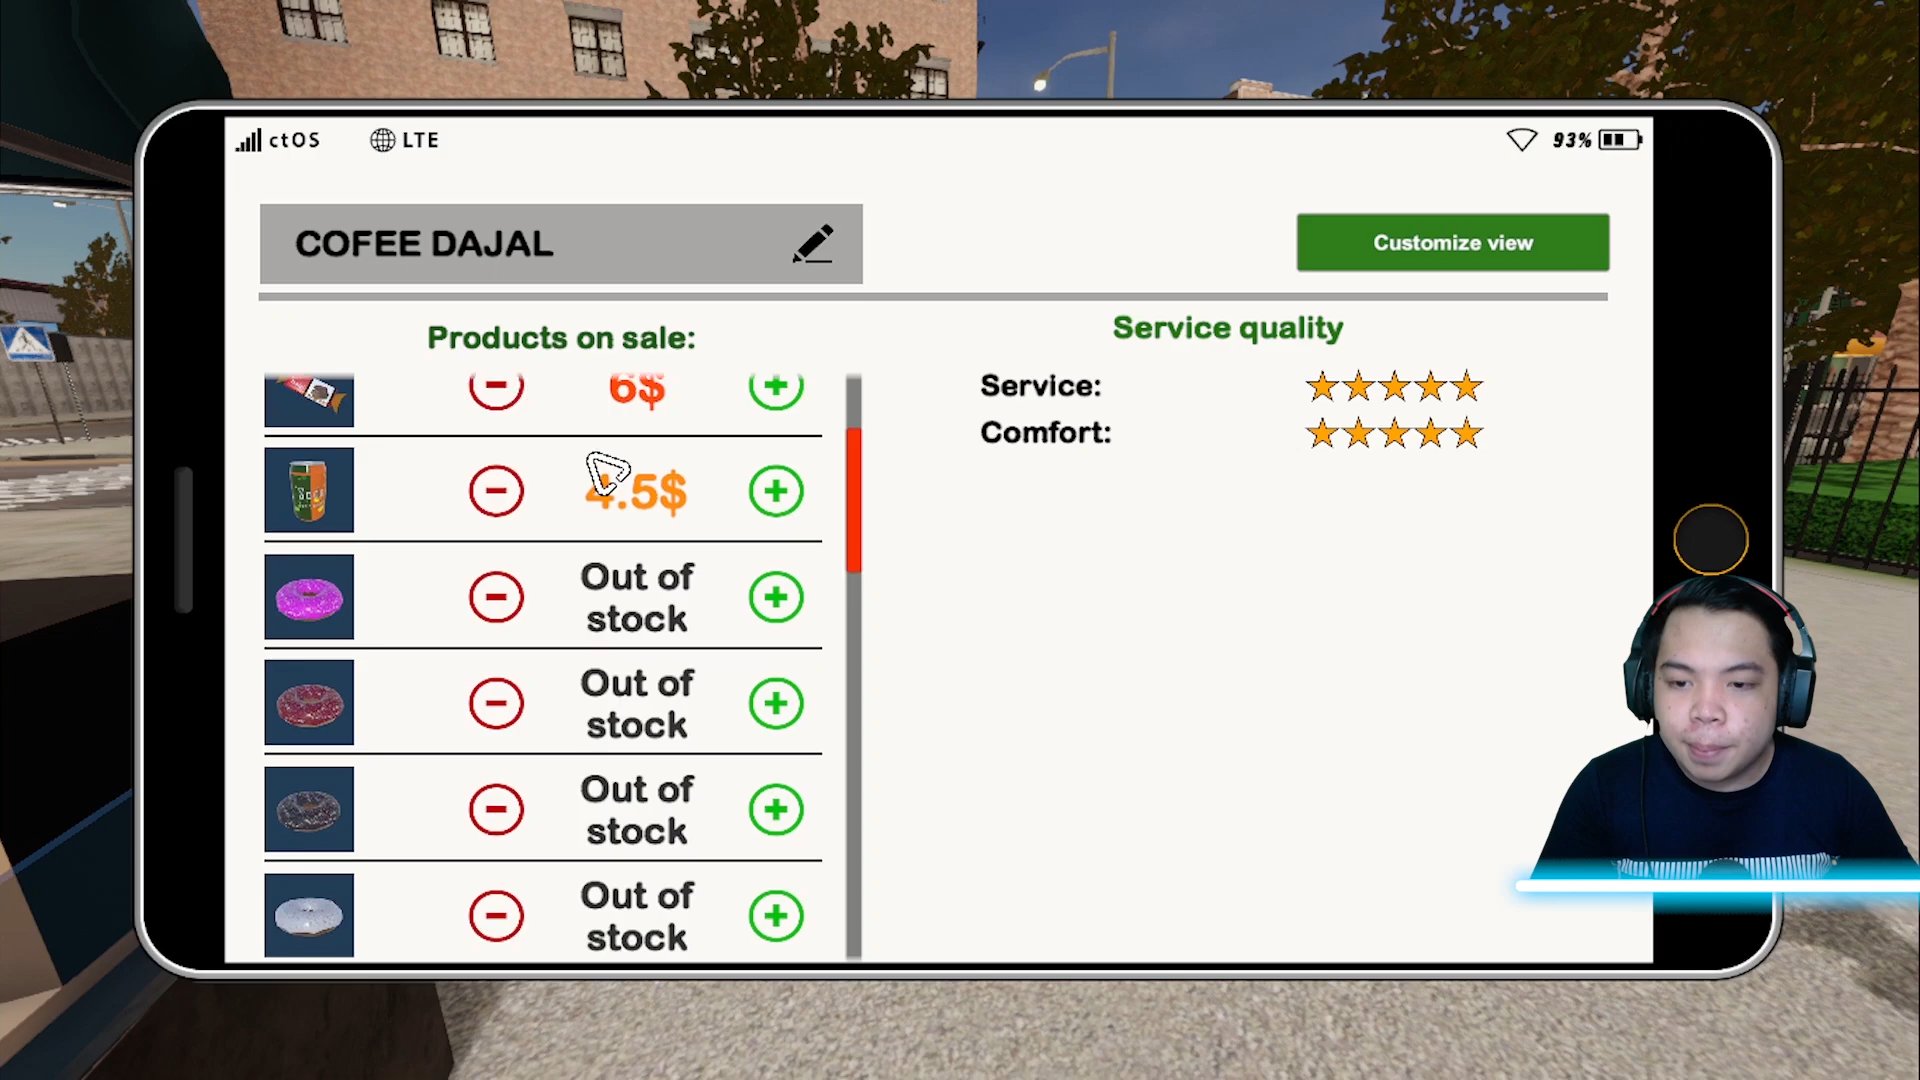 ctOS LTE 93%
COFEE DAJAL
Customize view
Products on sale:
Service quality
6$
Service:
Comfort:
4.5$
Out of
stock
Out of
stock
Out of
stock
Out of
stock